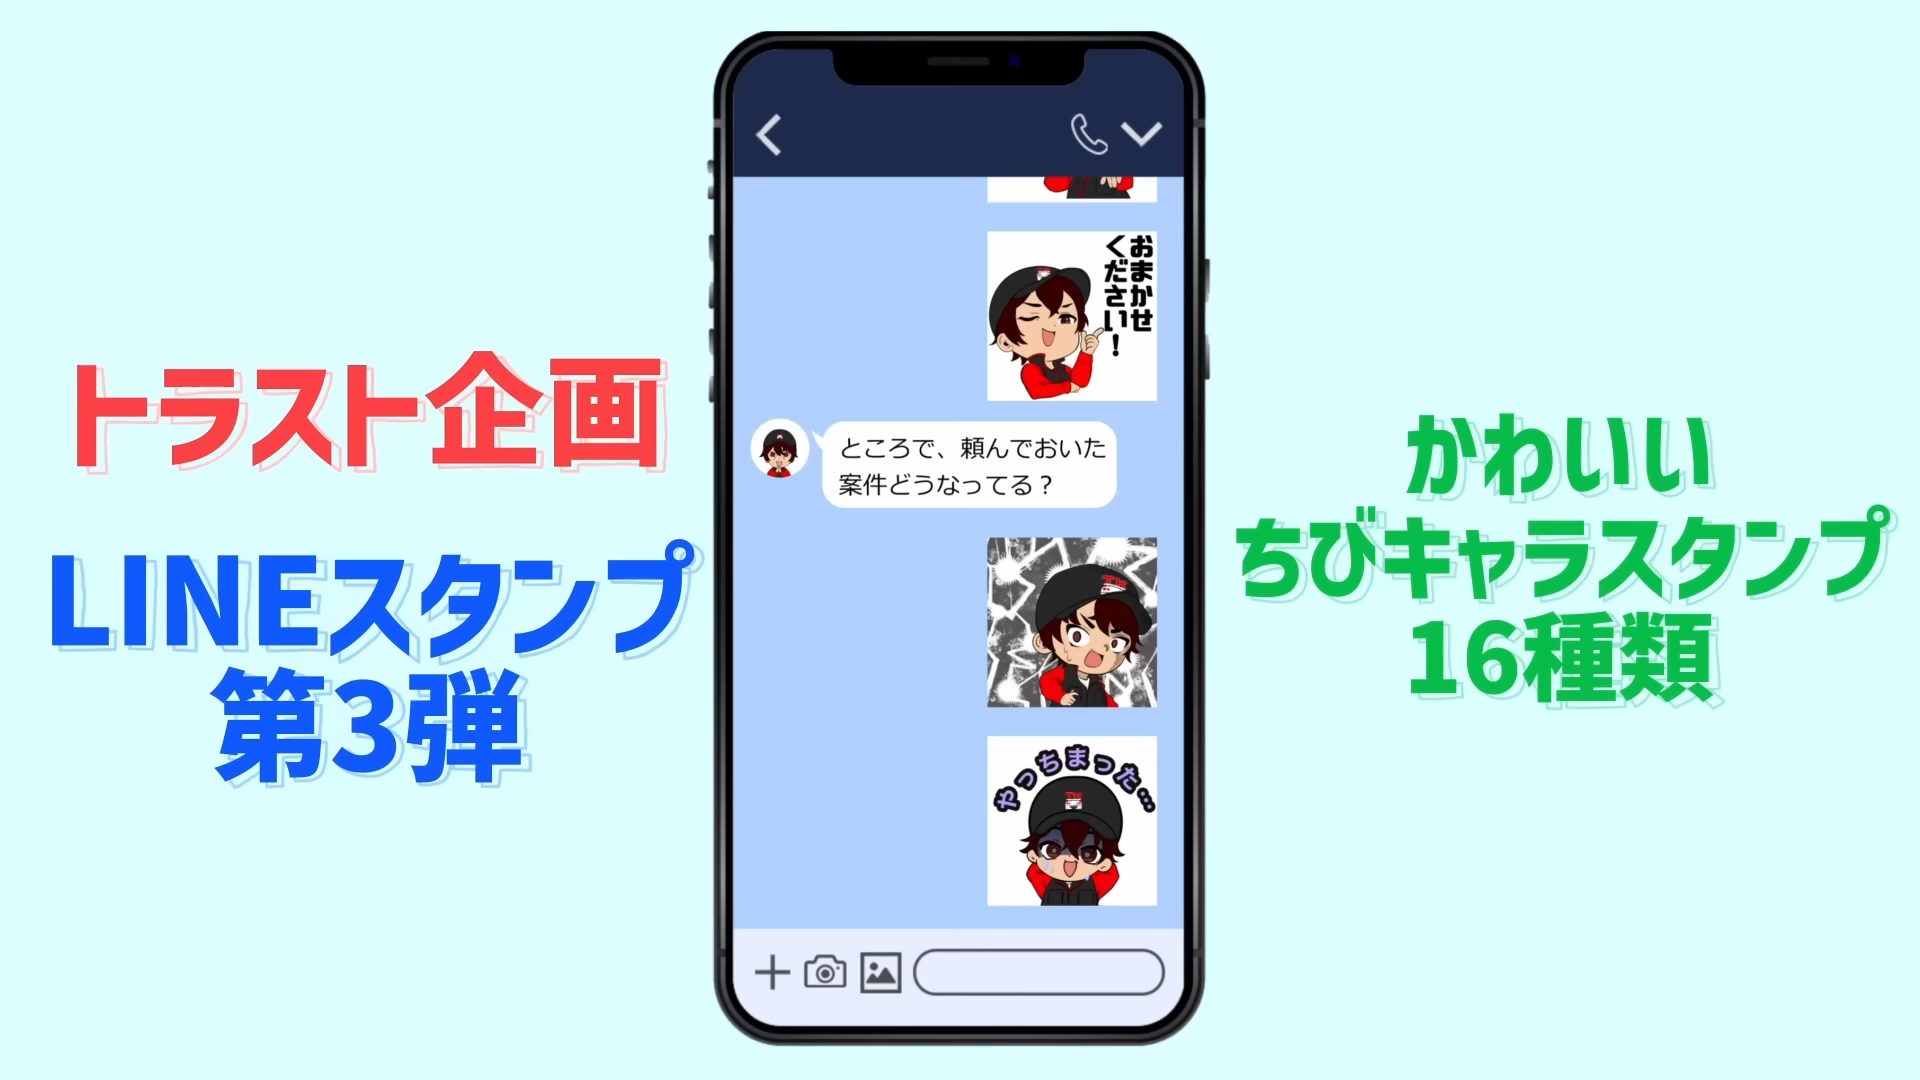 トラスト企画
LINEスタンプ
第3弾
おまかせ
ください!
ところで、頼んでおいた
案件どうなってる?
やっちまった…
かわいい
ちびキャラスタンプ
16種類